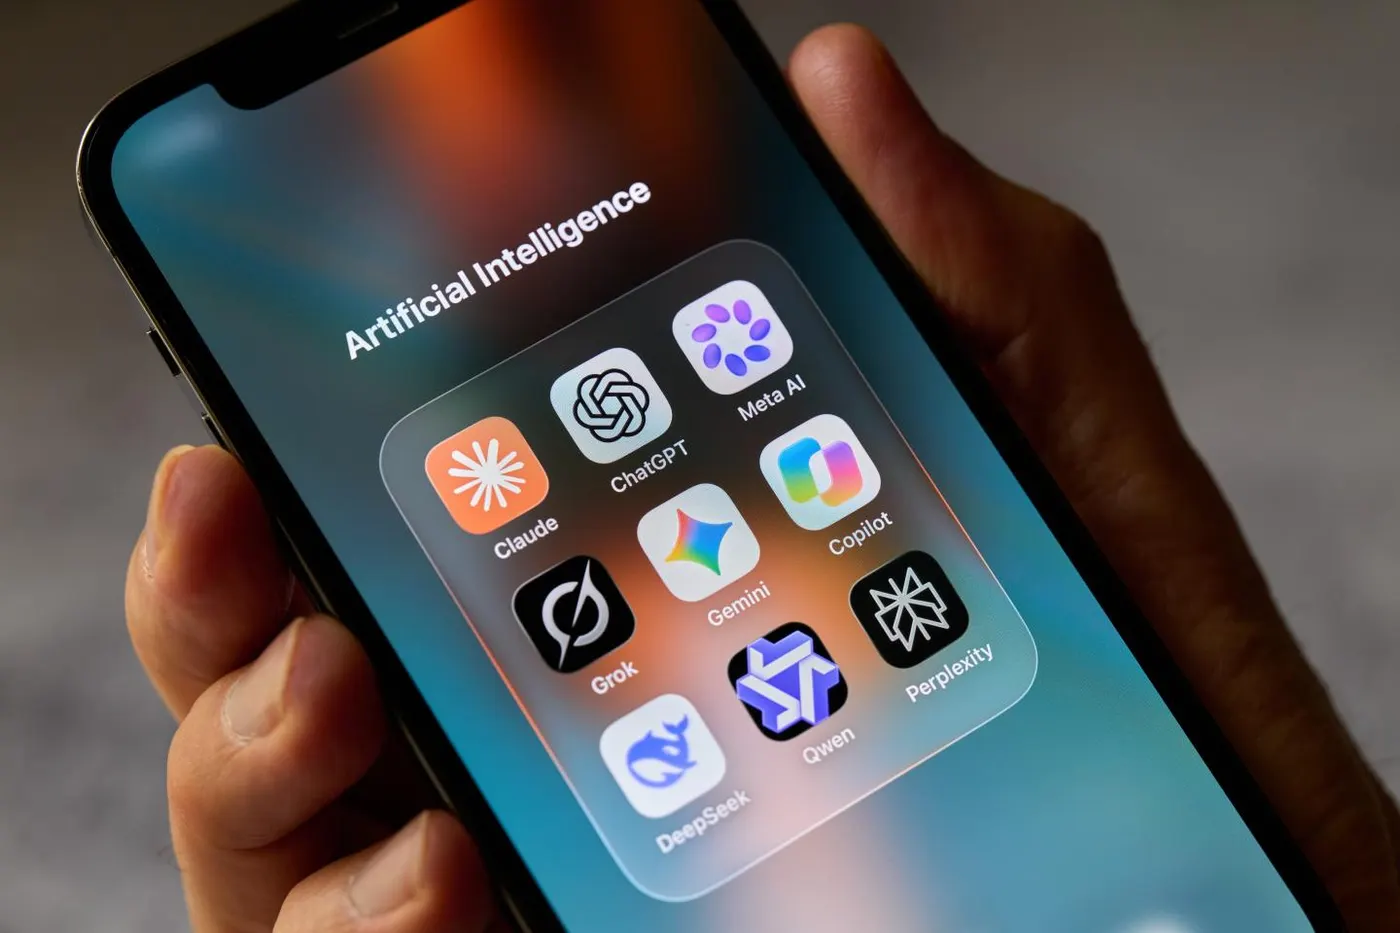 Artificial Intelligence
Claude
ChatGPT
Meta AI
Grok
Gemini
Copilot
DeepSeek
Qwen
Perplexity